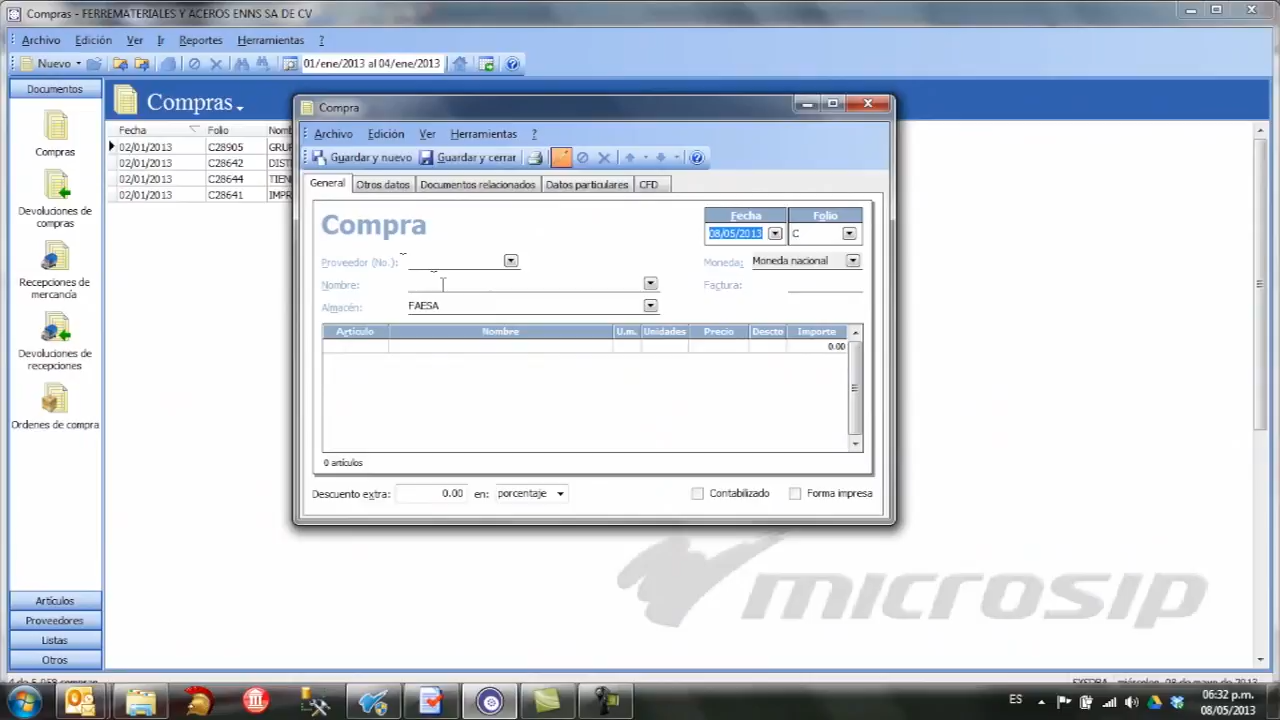 Compras - FERREMATERIALES Y ACEROS ENNS SA DE CV
Archivo Edición Ver Ir Reportes Herramientas ?
Nuevo 01/ene/2013 al 04/ene/2013
Documentos
Compras
Devoluciones de compras
Recepciones de mercancía
Devoluciones de recepciones
Ordenes de compra
Artículos
Proveedores
Listas
Otros
Compras
Fecha Folio
02/01/2013 C28905
02/01/2013 C28642
02/01/2013 C28644
02/01/2013 C28641
Compra
Archivo Edición Ver Herramientas ?
Guardar y nuevo Guardar y cerrar
General Otros datos Documentos relacionados Datos particulares CFD
Compra
Fecha Folio
08/05/2013 C
Proveedor (No.): Moneda: Moneda nacional
Nombre: Factura:
Almacén: FAESA
Artículo Nombre U.m. Unidades Precio Descto Importe
0.00
0 artículos
Descuento extra: 0.00 en: porcentaje Contabilizado Forma impresa
microsip
ES 06:32 p.m.
08/05/2013